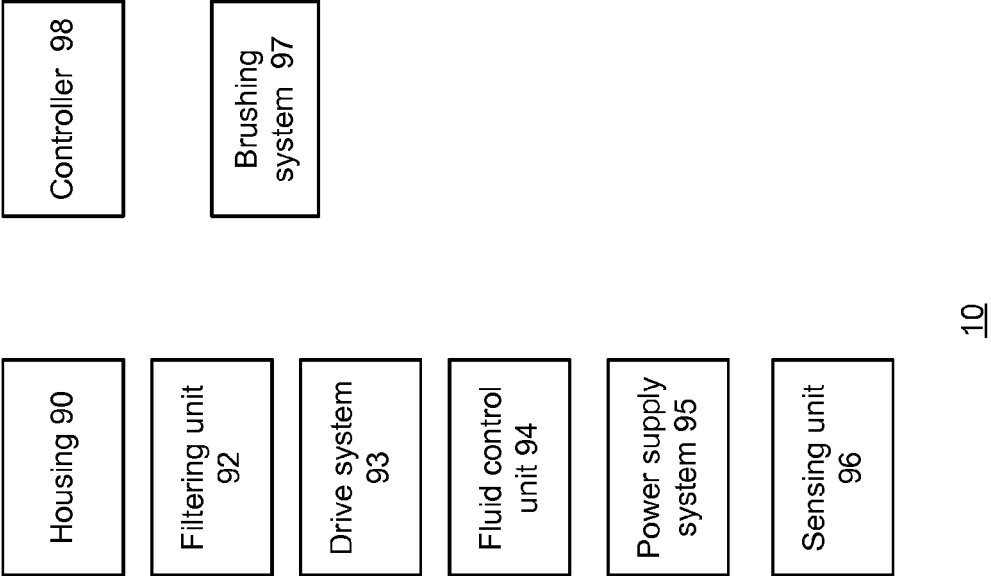 Housing 90
Filtering unit
92
Drive system
93
Fluid control
unit 94
Power supply
system 95
Sensing unit
96
Controller 98
Brushing
system 97
10